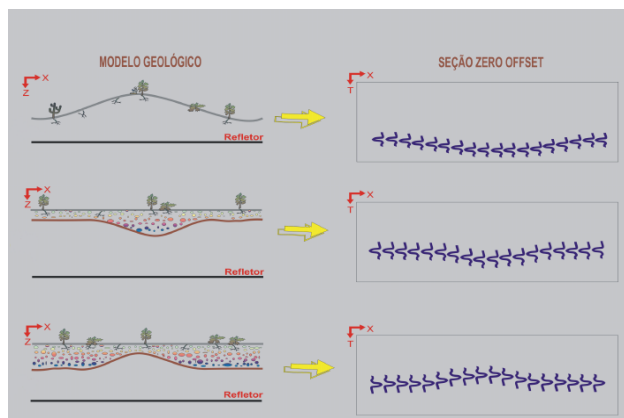 MODELO GEOLÓGICO
SEÇÃO ZERO OFFSET
X
Z
X
T
Refletor
X
Z
X
T
Refletor
X
Z
X
T
Refletor